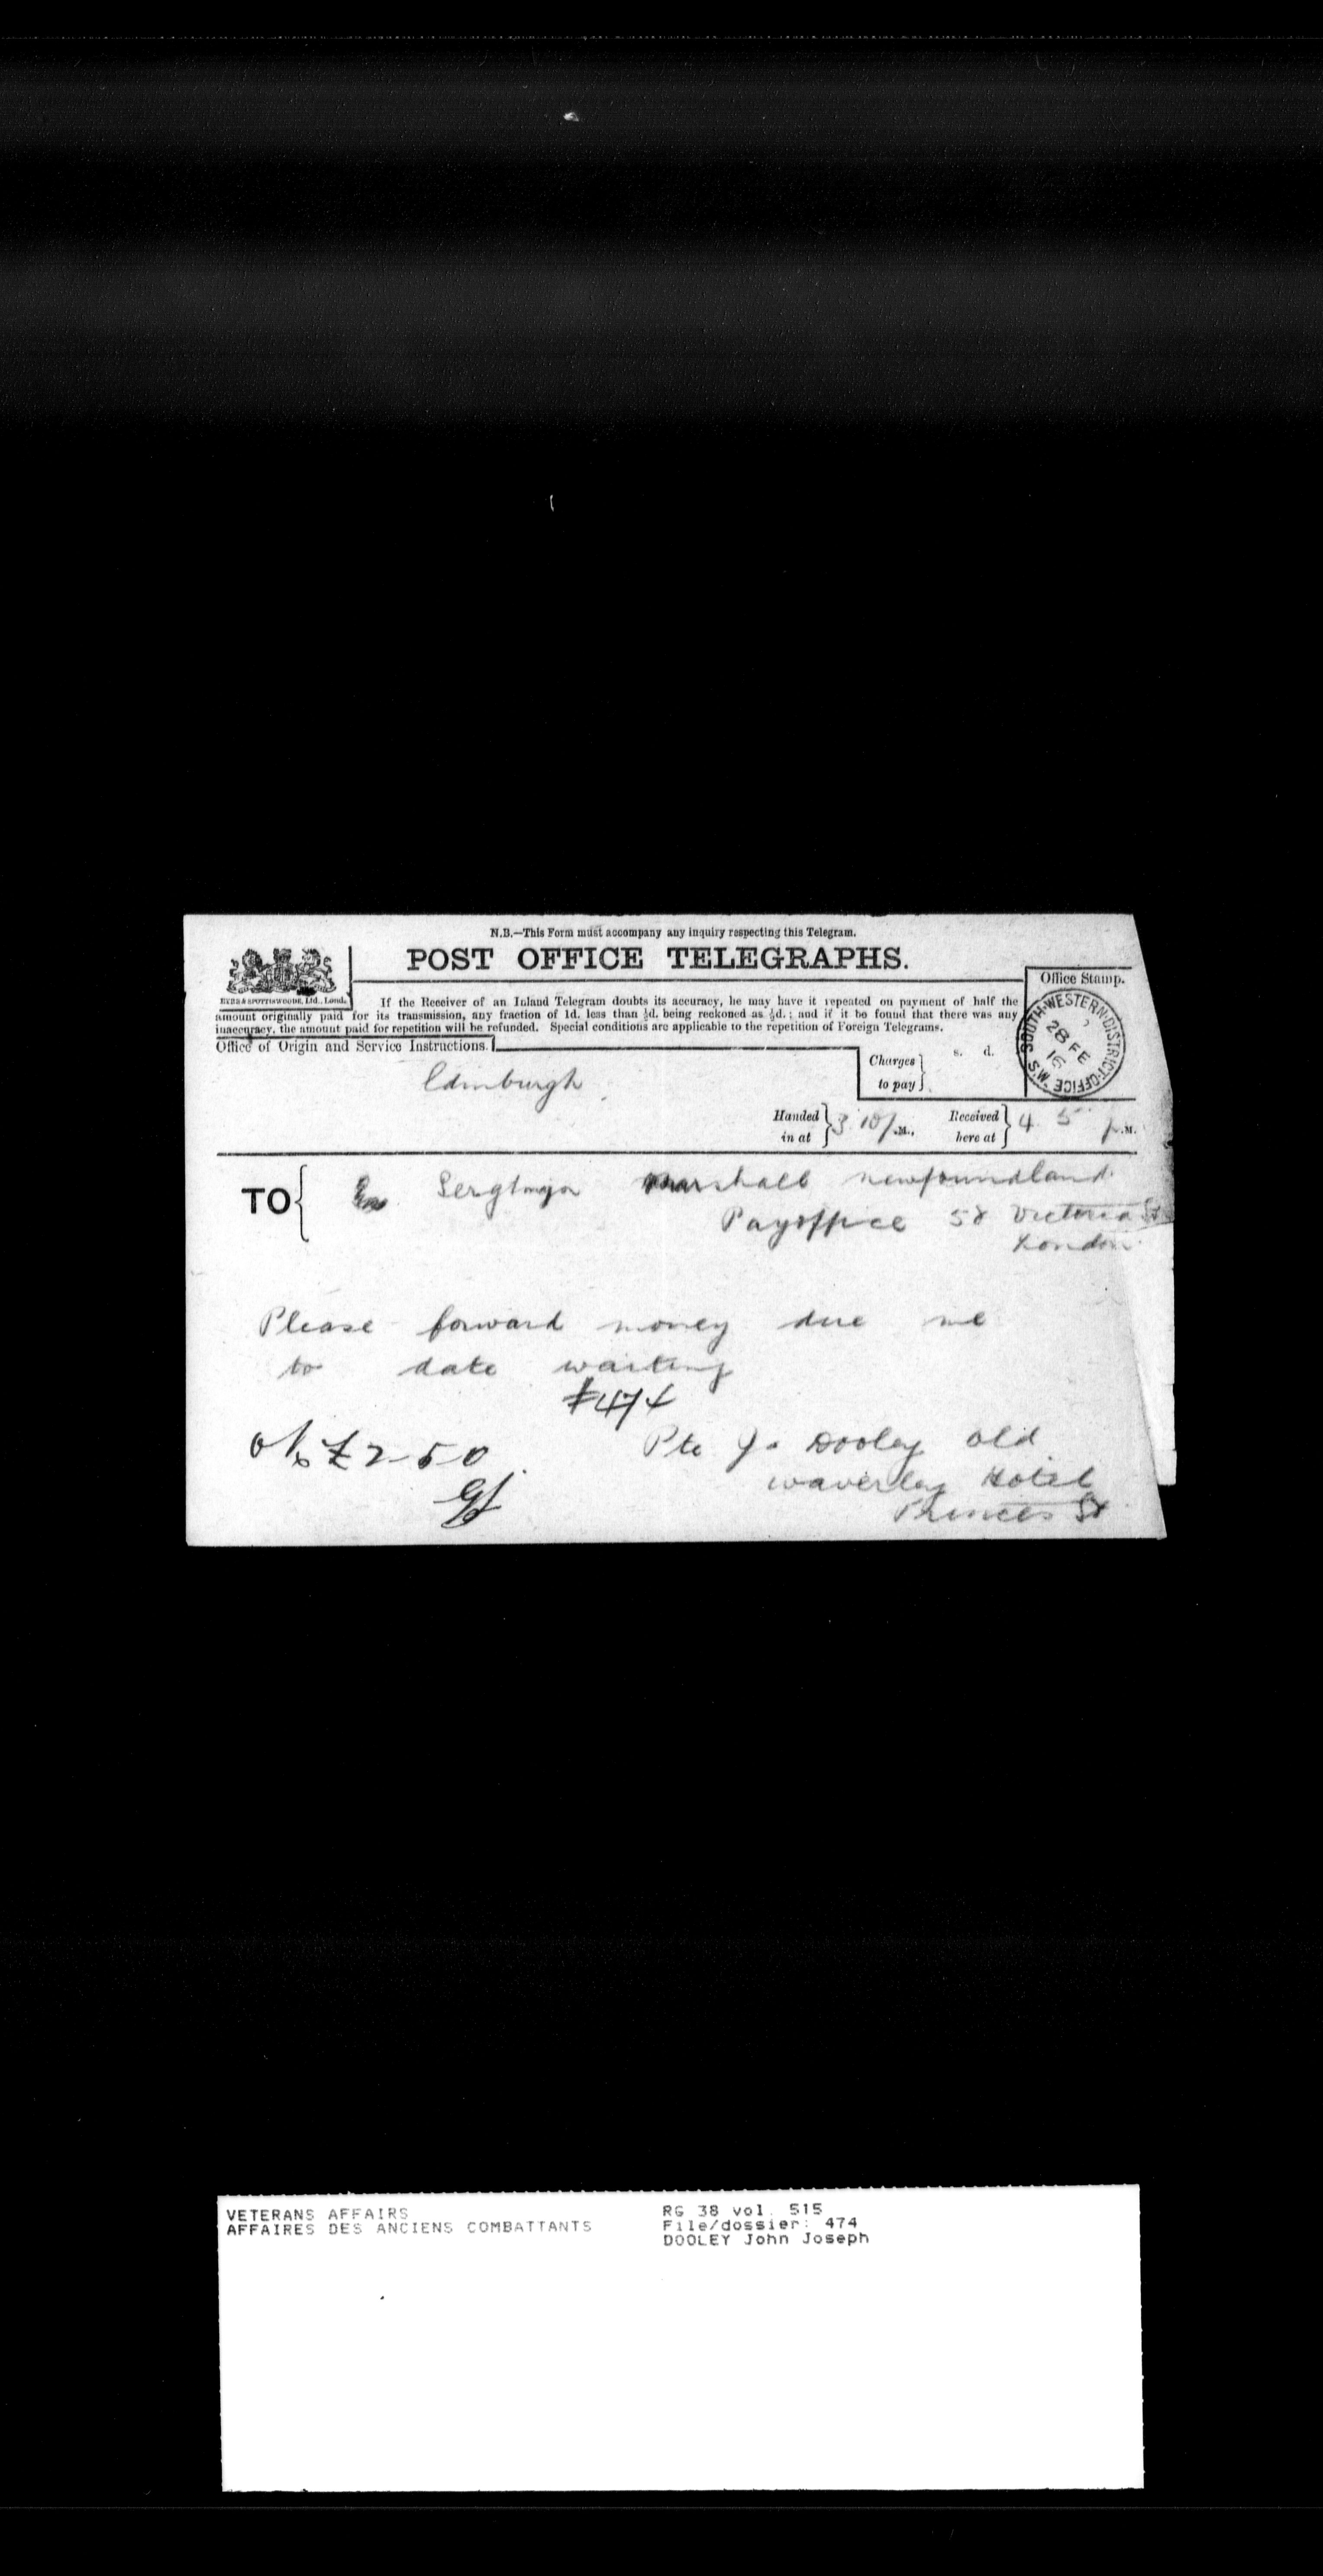 N.B.—This Form must accompany any inquiry respecting this Telegram.
POST OFFICE TELEGRAPHS.
Office Stamp.
EYRE & SPOTTISWOODE, Ltd., Lond.
If the Receiver of an Inland Telegram doubts its accuracy, he may have it repeated on payment of half the
amount originally paid for its transmission, any fraction of 1d. less than ½d. being reckoned as ½d.; and if it be found that there was any
inaccuracy, the amount paid for repetition will be refunded. Special conditions are applicable to the repetition of Foreign Telegrams.
SOUTH-WESTERN-DISTRICT-OFFICE S.W.
28 FE
16
Office of Origin and Service Instructions.
Charges to pay } s. d.
Edinburgh
Handed in at } 3 10 p.M., Received here at } 4 5 p.M.
TO { Sergtmajor Marshall newfoundland
Payoffice 58 Victoria St
London
Please forward money due me
to date waiting
#474
Pte J. Dooley Old
£2-5-0
waverley Hotel
Princes St
VETERANS AFFAIRS
AFFAIRES DES ANCIENS COMBATTANTS
RG 38 vol. 515
File/dossier: 474
DOOLEY John Joseph